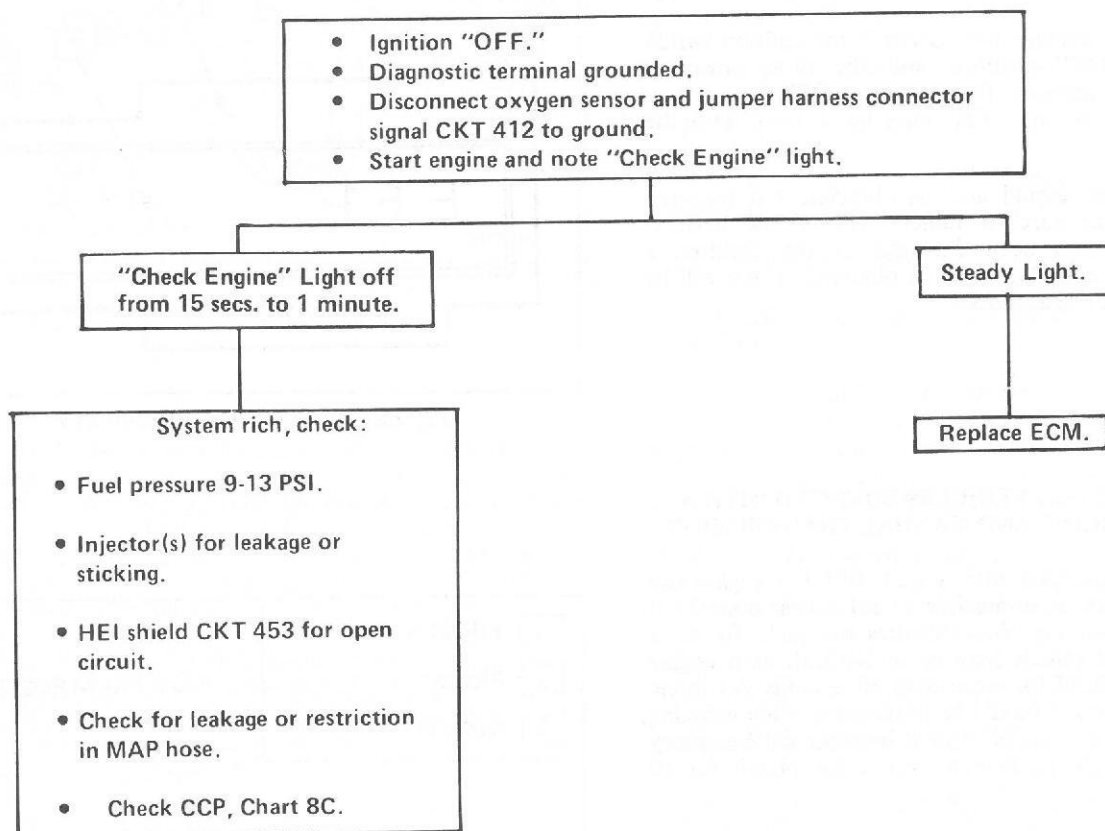 • Ignition "OFF."
• Diagnostic terminal grounded.
• Disconnect oxygen sensor and jumper harness connector
signal CKT 412 to ground.
• Start engine and note "Check Engine" light.
"Check Engine" Light off
from 15 secs. to 1 minute.
Steady Light.
System rich, check:
• Fuel pressure 9-13 PSI.
• Injector(s) for leakage or
sticking.
• HEI shield CKT 453 for open
circuit.
• Check for leakage or restriction
in MAP hose.
• Check CCP, Chart 8C.
Replace ECM.